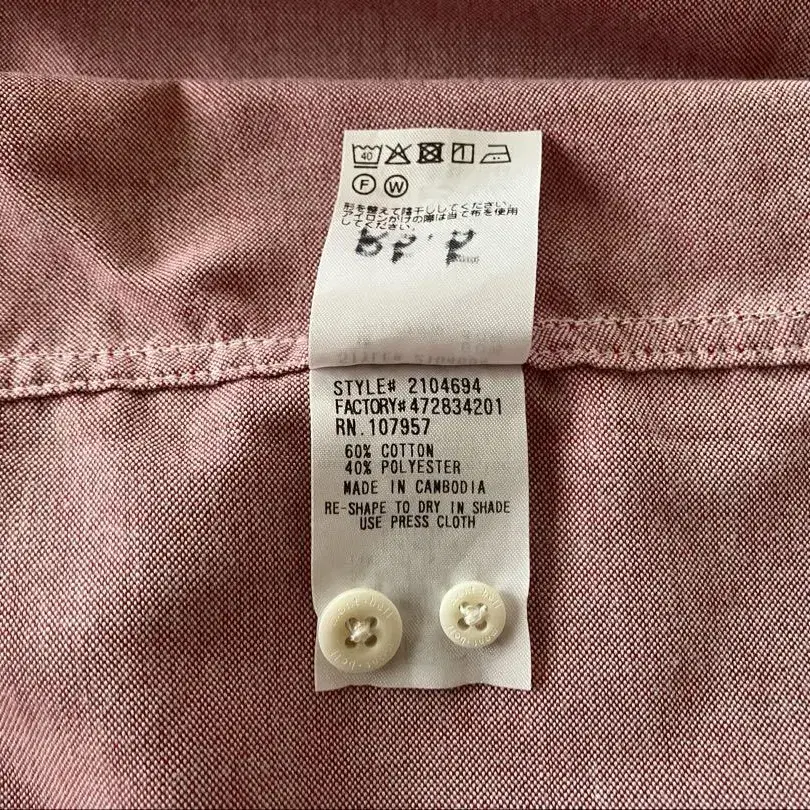 40
F W
形を整えて陰干ししてください。
アイロンがけの際は当て布を使用
してください。
STYLE# 2104694
FACTORY#472834201
RN.107957
60% COTTON
40% POLYESTER
MADE IN CAMBODIA
RE-SHAPE TO DRY IN SHADE
USE PRESS CLOTH